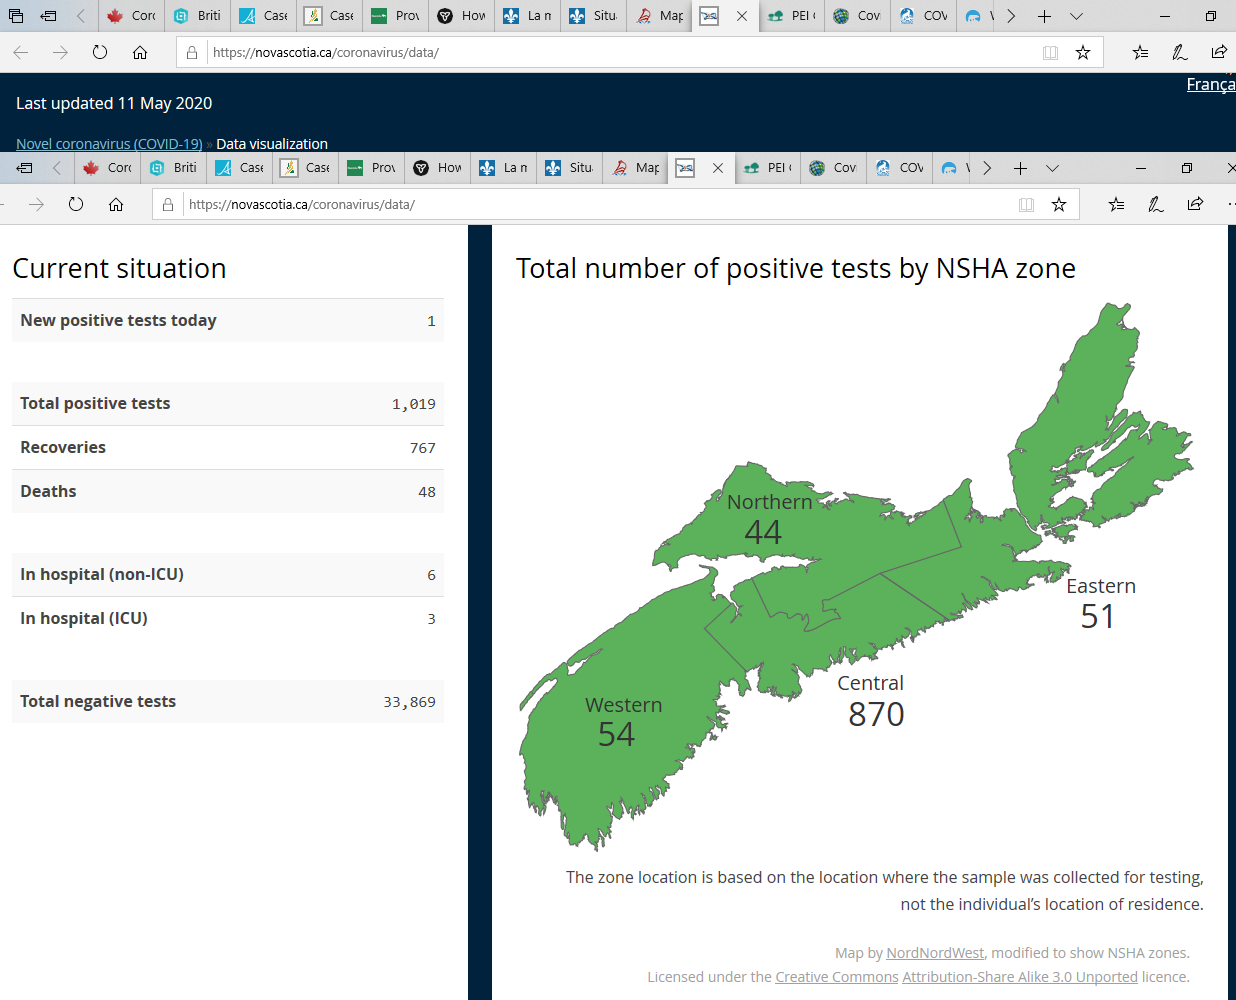 Corc
Briti
Case
Case
Prov
How
La m
Situ
Map
PEI (
Cov
COV
https://novascotia.ca/coronavirus/data/
França
Last updated 11 May 2020
Novel coronavirus (COVID-19) » Data visualization
Corc
Briti
Case
Case
Prov
How
La m
Situ
Map
PEI (
Cov
COV
https://novascotia.ca/coronavirus/data/
Current situation
New positive tests today 1
Total positive tests 1,019
Recoveries 767
Deaths 48
In hospital (non-ICU) 6
In hospital (ICU) 3
Total negative tests 33,869
Total number of positive tests by NSHA zone
Northern
44
Eastern
51
Central
870
Western
54
The zone location is based on the location where the sample was collected for testing,
not the individual’s location of residence.
Map by NordNordWest, modified to show NSHA zones.
Licensed under the Creative Commons Attribution-Share Alike 3.0 Unported licence.